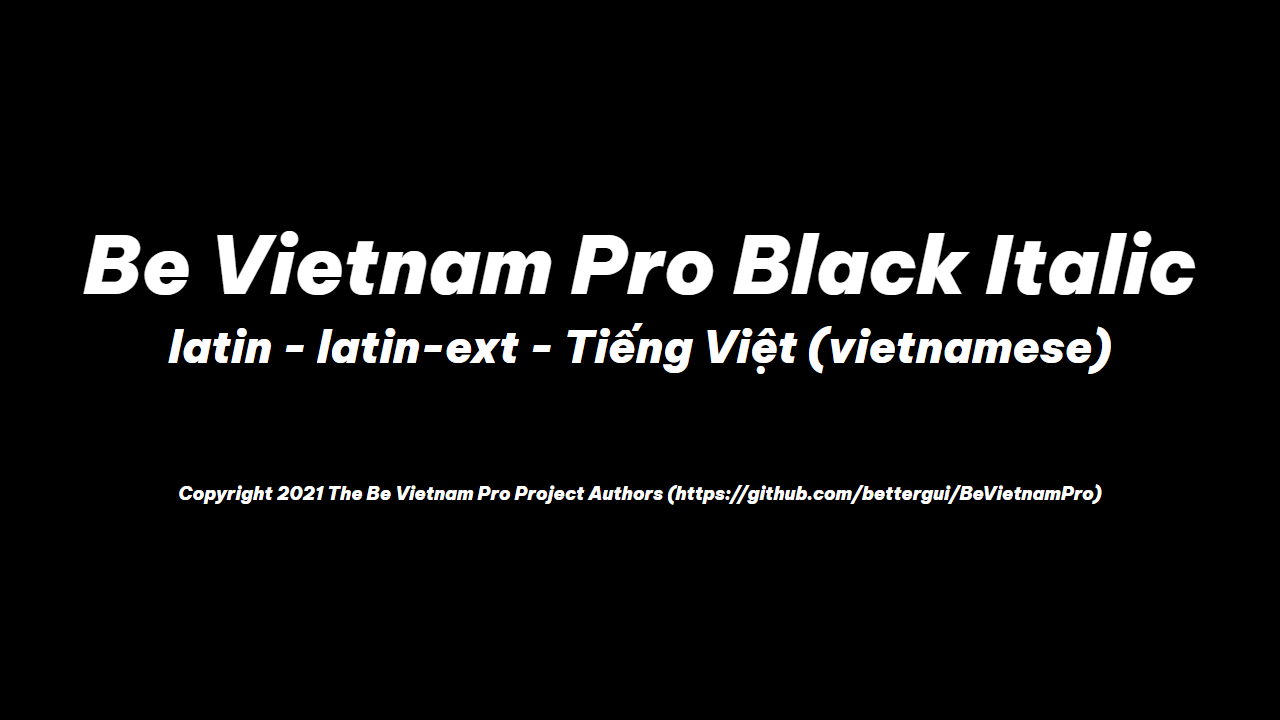 Be Vietnam Pro Black Italic
latin - latin-ext - Tiếng Việt (vietnamese)
Copyright 2021 The Be Vietnam Pro Project Authors (https://github.com/bettergui/BeVietnamPro)